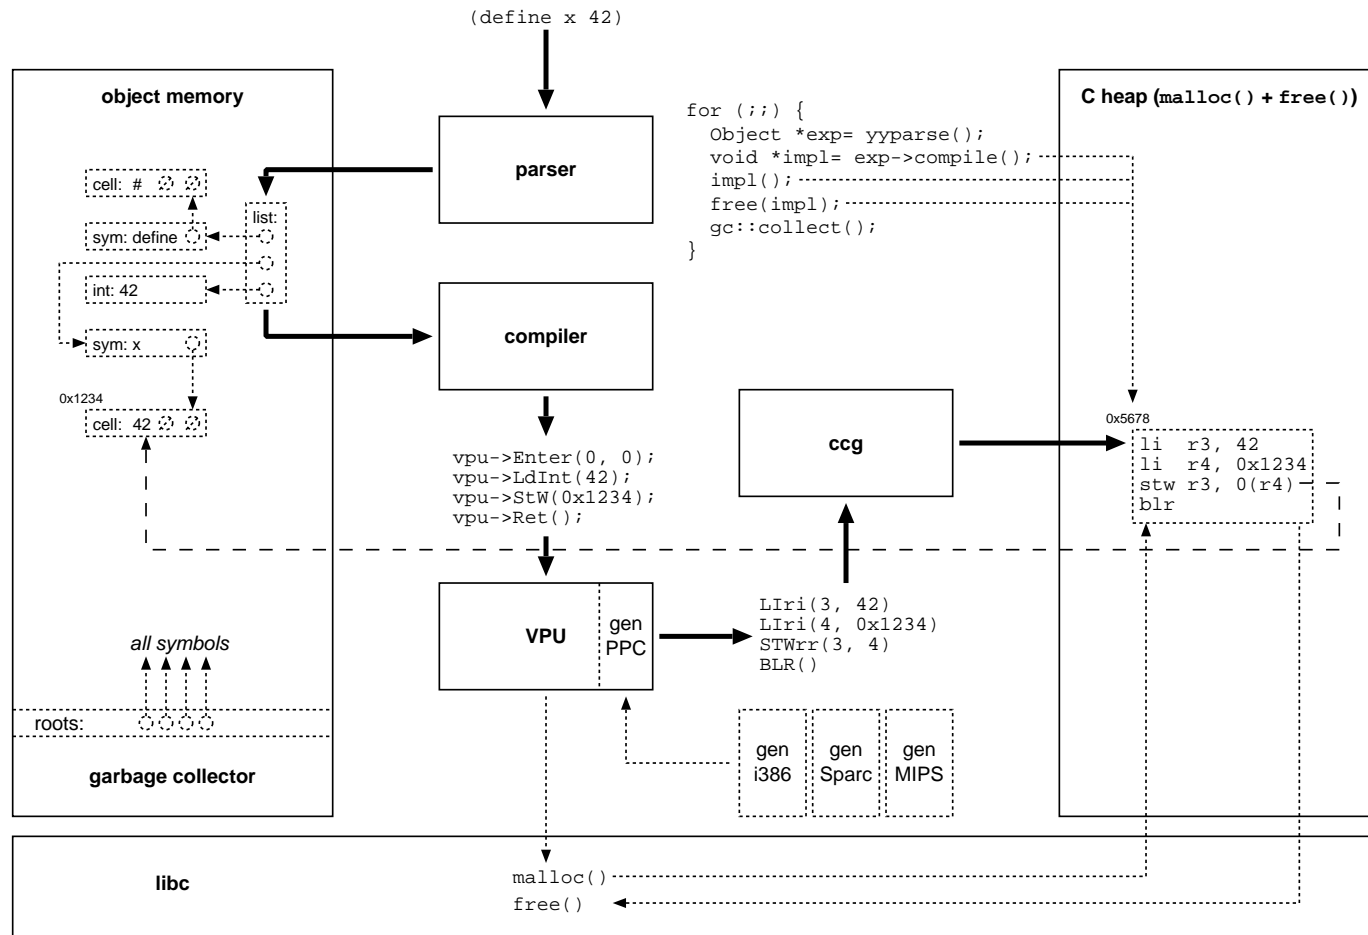 (define x 42)
object memory
cell: #
sym: define
list:
int: 42
sym: x
0x1234
cell: 42
all symbols
roots:
garbage collector
parser
compiler
vpu->Enter(0, 0);
vpu->LdInt(42);
vpu->StW(0x1234);
vpu->Ret();
VPU
gen
PPC
for (;;) {
Object *exp= yyparse();
void *impl= exp->compile();
impl();
free(impl);
gc::collect();
}
ccg
LIri(3, 42)
LIri(4, 0x1234)
STWrr(3, 4)
BLR()
gen
i386
gen
Sparc
gen
MIPS
C heap (malloc() + free())
0x5678
li r3, 42
li r4, 0x1234
stw r3, 0(r4)
blr
libc
malloc()
free()